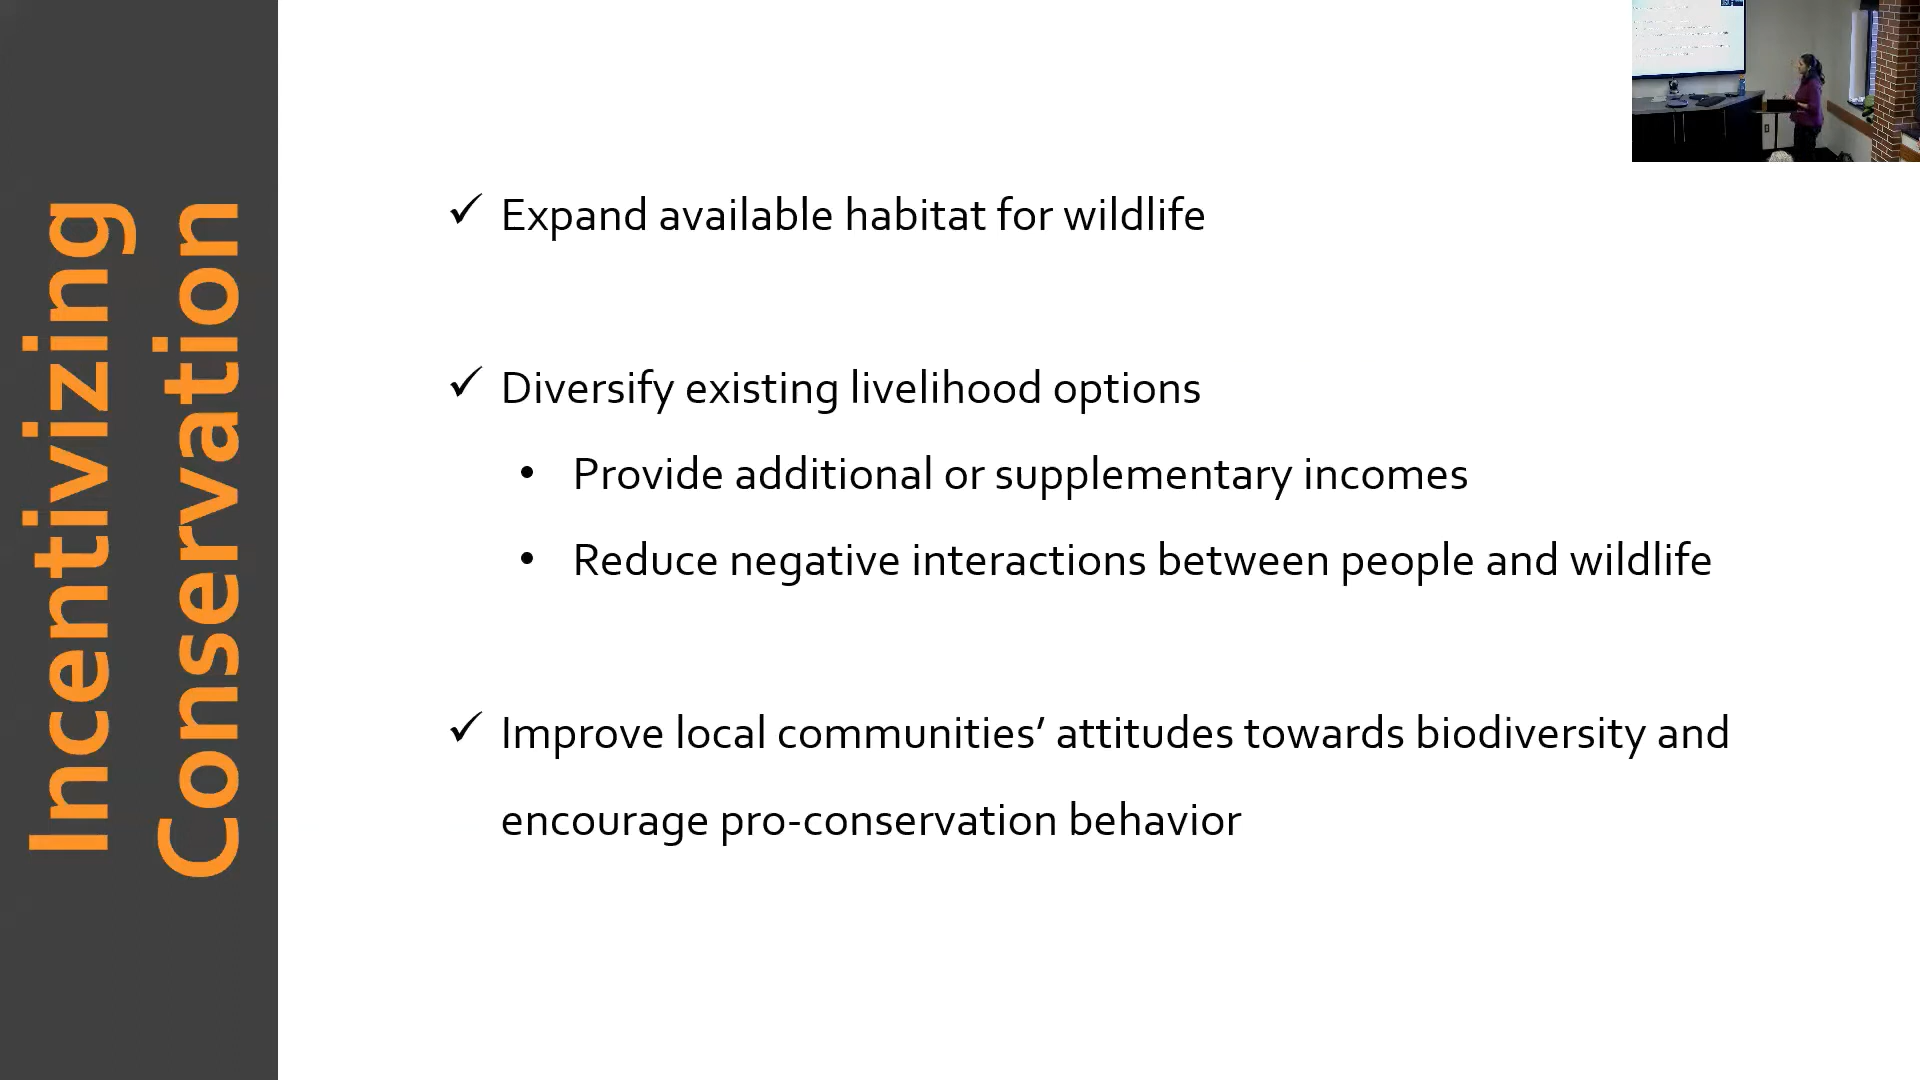 Incentivizing
Conservation
✓ Expand available habitat for wildlife
✓ Diversify existing livelihood options
• Provide additional or supplementary incomes
• Reduce negative interactions between people and wildlife
✓ Improve local communities’ attitudes towards biodiversity and
encourage pro-conservation behavior